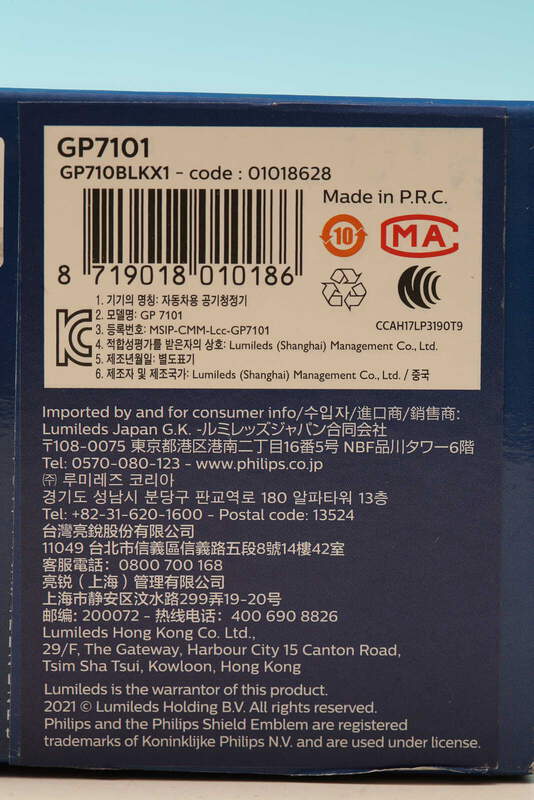 GP7101
GP710BLKX1 - code : 01018628
Made in P.R.C.
10
MA
8 719018 010186
CCAH17LP3190T9
1. 기기의 명칭: 자동차용 공기청정기
2. 모델명: GP 7101
3. 등록번호: MSIP-CMM-Lcc-GP7101
4. 적합성평가를 받은자의 상호: Lumileds (Shanghai) Management Co., Ltd.
5. 제조년월일: 별도표기
6. 제조자 및 제조국가: Lumileds (Shanghai) Management Co., Ltd. / 중국
Imported by and for consumer info/수입자/進口商/銷售商:
Lumileds Japan G.K. -ルミレッズジャパン合同会社
〒108-0075 東京都港区港南二丁目16番5号 NBF品川タワー6階
Tel: 0570-080-123 - www.philips.co.jp
㈜ 루미레즈 코리아
경기도 성남시 분당구 판교역로 180 알파타워 13층
Tel: +82-31-620-1600 - Postal code: 13524
台灣亮銳股份有限公司
11049 台北市信義區信義路五段8號14樓42室
客服電話： 0800 700 168
亮锐（上海）管理有限公司
上海市静安区汶水路299弄19-20号
邮编: 200072 - 热线电话： 400 690 8826
Lumileds Hong Kong Co. Ltd.,
29/F, The Gateway, Harbour City 15 Canton Road,
Tsim Sha Tsui, Kowloon, Hong Kong
Lumileds is the warrantor of this product.
2021 © Lumileds Holding B.V. All rights reserved.
Philips and the Philips Shield Emblem are registered
trademarks of Koninklijke Philips N.V. and are used under license.